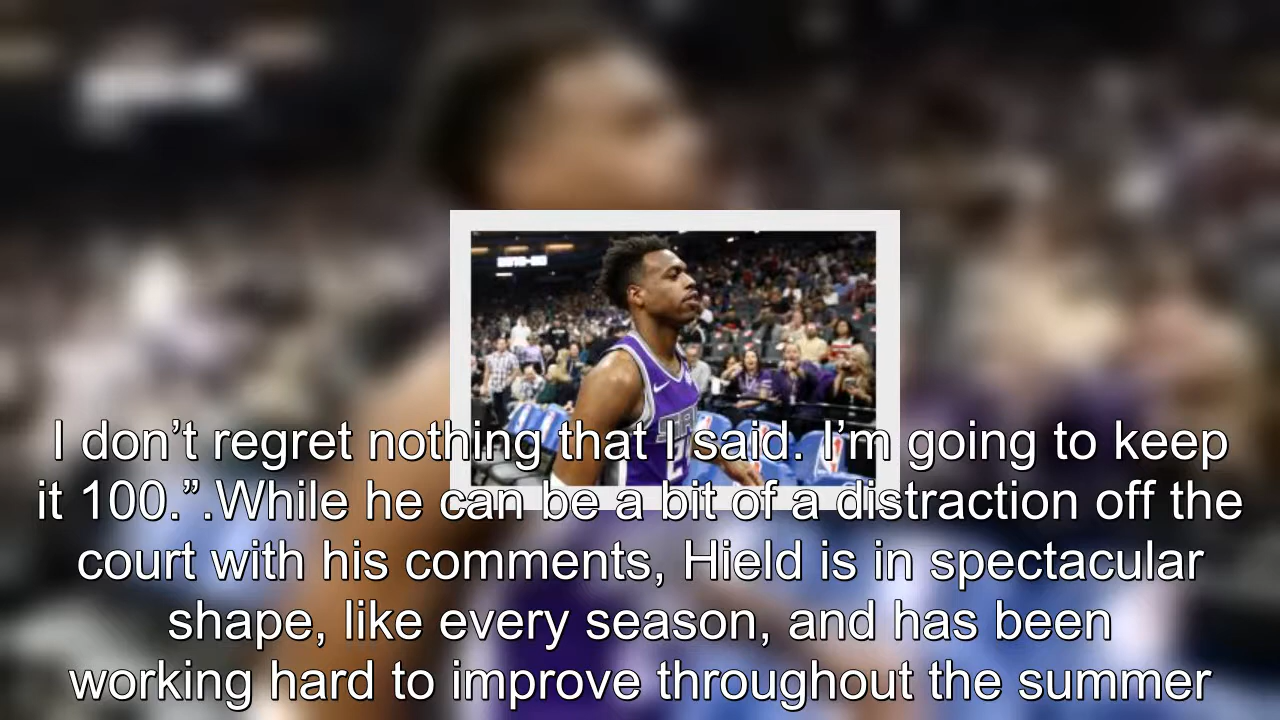 I don’t regret nothing that I said. I’m going to keep
it 100.” .While he can be a bit of a distraction off the
court with his comments, Hield is in spectacular
shape, like every season, and has been
working hard to improve throughout the summer